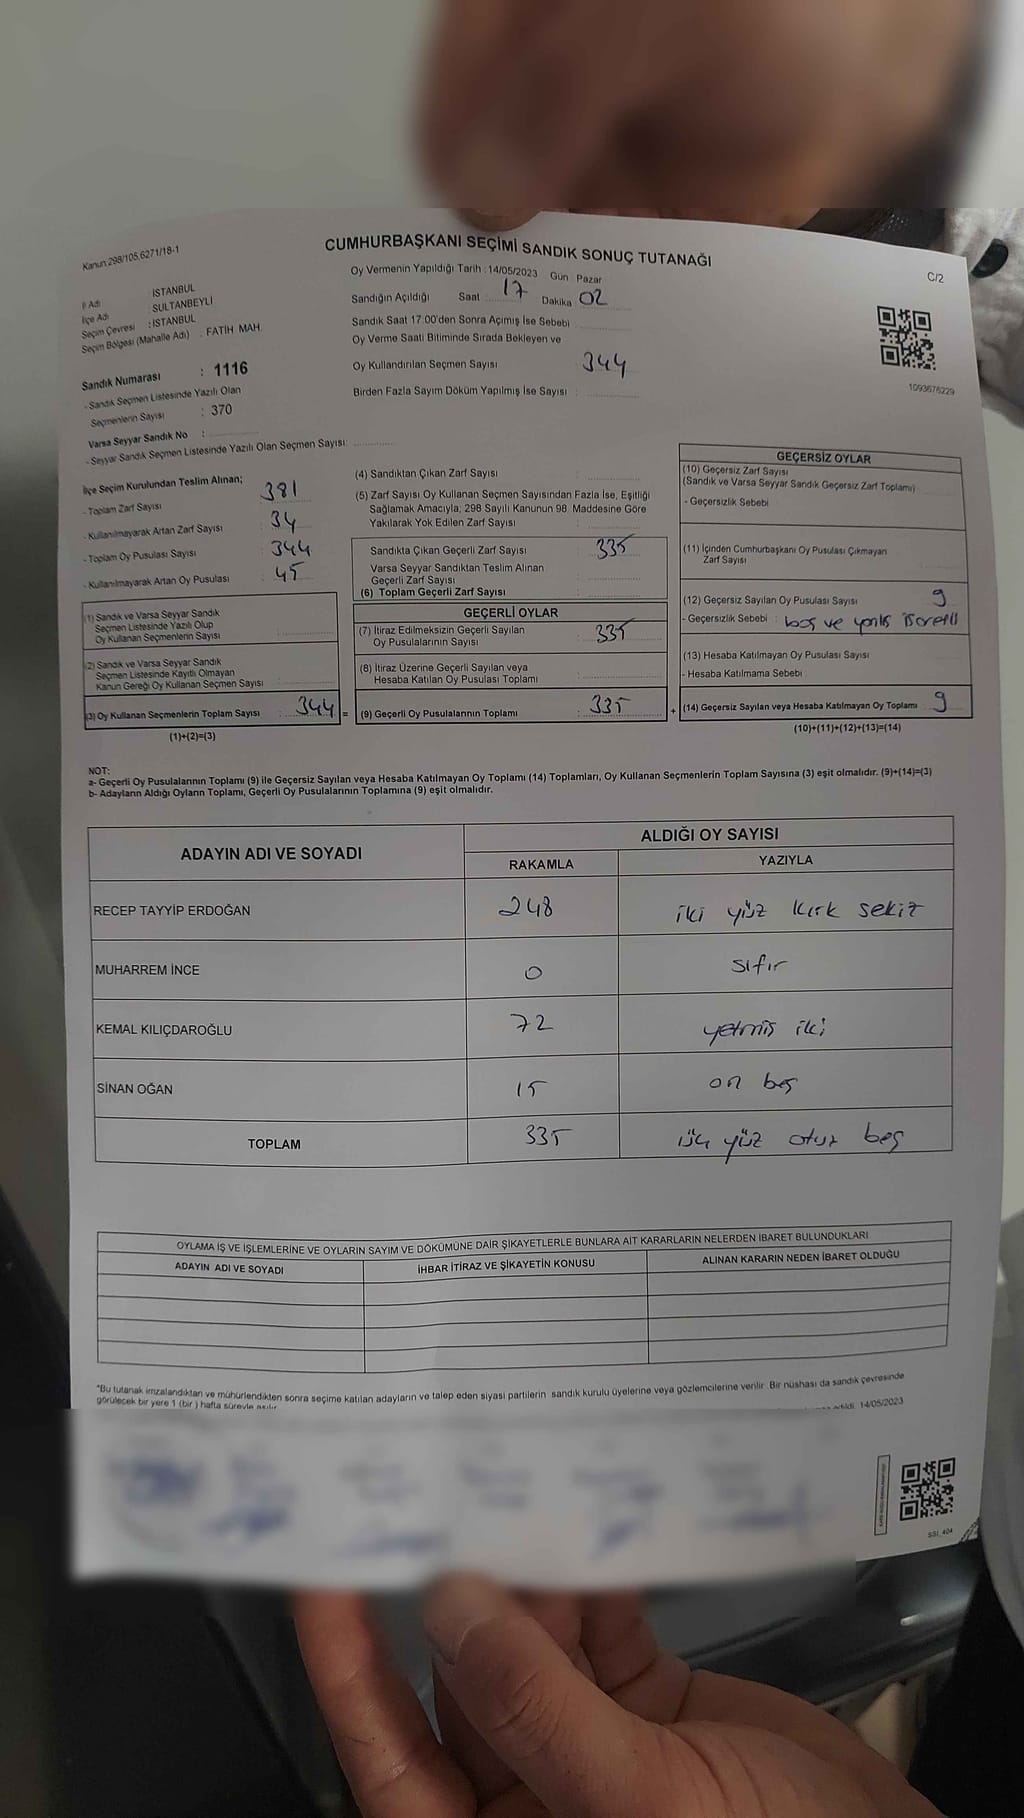 Kanun:298/105,6271/18-1
CUMHURBAŞKANI SEÇİMİ SANDIK SONUÇ TUTANAĞI
C/2
İl Adı : İSTANBUL
İlçe Adı : SULTANBEYLİ
Seçim Çevresi : İSTANBUL
Seçim Bölgesi (Mahalle Adı) : FATİH MAH.
Sandık Numarası : 1116
- Sandık Seçmen Listesinde Yazılı Olan
Seçmenlerin Sayısı : 370
Varsa Seyyar Sandık No :
- Seyyar Sandık Seçmen Listesinde Yazılı Olan Seçmen Sayısı:
Oy Vermenin Yapıldığı Tarih : 14/05/2023 Gün Pazar
Sandığın Açıldığı Saat 17 Dakika 02
Sandık Saat 17:00'den Sonra Açımış İse Sebebi
Oy Verme Saati Bitiminde Sırada Bekleyen ve
Oy Kullandırılan Seçmen Sayısı : 344
Birden Fazla Sayım Döküm Yapılmış İse Sayısı :
1093676229
İlçe Seçim Kurulundan Teslim Alınan;
- Toplam Zarf Sayısı : 381
- Kullanılmayarak Artan Zarf Sayısı : 34
- Toplam Oy Pusulası Sayısı : 344
- Kullanılmayarak Artan Oy Pusulası : 45
(1) Sandık ve Varsa Seyyar Sandık
Seçmen Listesinde Yazılı Olup
Oy Kullanan Seçmenlerin Sayısı :
(2) Sandık ve Varsa Seyyar Sandık
Seçmen Listesinde Kayıtlı Olmayan
Kanun Gereği Oy Kullanan Seçmen Sayısı :
(3) Oy Kullanan Seçmenlerin Toplam Sayısı : 344 =
(1)+(2)=(3)
(4) Sandıktan Çıkan Zarf Sayısı :
(5) Zarf Sayısı Oy Kullanan Seçmen Sayısından Fazla İse, Eşitliği
Sağlamak Amacıyla; 298 Sayılı Kanunun 98. Maddesine Göre
Yakılarak Yok Edilen Zarf Sayısı :
Sandıkta Çıkan Geçerli Zarf Sayısı : 335
Varsa Seyyar Sandıktan Teslim Alınan
Geçerli Zarf Sayısı :
(6) Toplam Geçerli Zarf Sayısı :
GEÇERLİ OYLAR
(7) İtiraz Edilmeksizin Geçerli Sayılan
Oy Pusulalarının Sayısı : 335
(8) İtiraz Üzerine Geçerli Sayılan veya
Hesaba Katılan Oy Pusulası Toplamı :
(9) Geçerli Oy Pusulalarının Toplamı : 335 +
GEÇERSİZ OYLAR
(10) Geçersiz Zarf Sayısı
(Sandık ve Varsa Seyyar Sandık Geçersiz Zarf Toplamı)
- Geçersizlik Sebebi
(11) İçinden Cumhurbaşkanı Oy Pusulası Çıkmayan
Zarf Sayısı
(12) Geçersiz Sayılan Oy Pusulası Sayısı 9
- Geçersizlik Sebebi : boş ve yanlış işaretli
(13) Hesaba Katılmayan Oy Pusulası Sayısı
- Hesaba Katılmama Sebebi :
(14) Geçersiz Sayılan veya Hesaba Katılmayan Oy Toplamı 9
(10)+(11)+(12)+(13)=(14)
NOT:
a- Geçerli Oy Pusulalarının Toplamı (9) ile Geçersiz Sayılan veya Hesaba Katılmayan Oy Toplamı (14) Toplamları, Oy Kullanan Seçmenlerin Toplam Sayısına (3) eşit olmalıdır. (9)+(14)=(3)
b- Adayların Aldığı Oyların Toplamı, Geçerli Oy Pusulalarının Toplamına (9) eşit olmalıdır.
ADAYIN ADI VE SOYADI
ALDIĞI OY SAYISI
RAKAMLA YAZIYLA
RECEP TAYYİP ERDOĞAN 248 iki yüz kırk sekiz
MUHARREM İNCE 0 sıfır
KEMAL KILIÇDAROĞLU 72 yetmiş iki
SİNAN OĞAN 15 on beş
TOPLAM 335 üç yüz otuz beş
OYLAMA İŞ VE İŞLEMLERİNE VE OYLARIN SAYIM VE DÖKÜMÜNE DAİR ŞİKAYETLERLE BUNLARA AİT KARARLARIN NELERDEN İBARET BULUNDUKLARI
ADAYIN ADI VE SOYADI İHBAR İTİRAZ VE ŞİKAYETİN KONUSU ALINAN KARARIN NEDEN İBARET OLDUĞU
"Bu tutanak imzalandıktan ve mühürlendikten sonra seçime katılan adayların ve talep eden siyasi partilerin sandık kurulu üyelerine veya gözlemcilerine verilir. Bir nüshası da sandık çevresinde
görülecek bir yere 1 (bir ) hafta süreyle asılır.
edildi. 14/05/2023
SSI_404